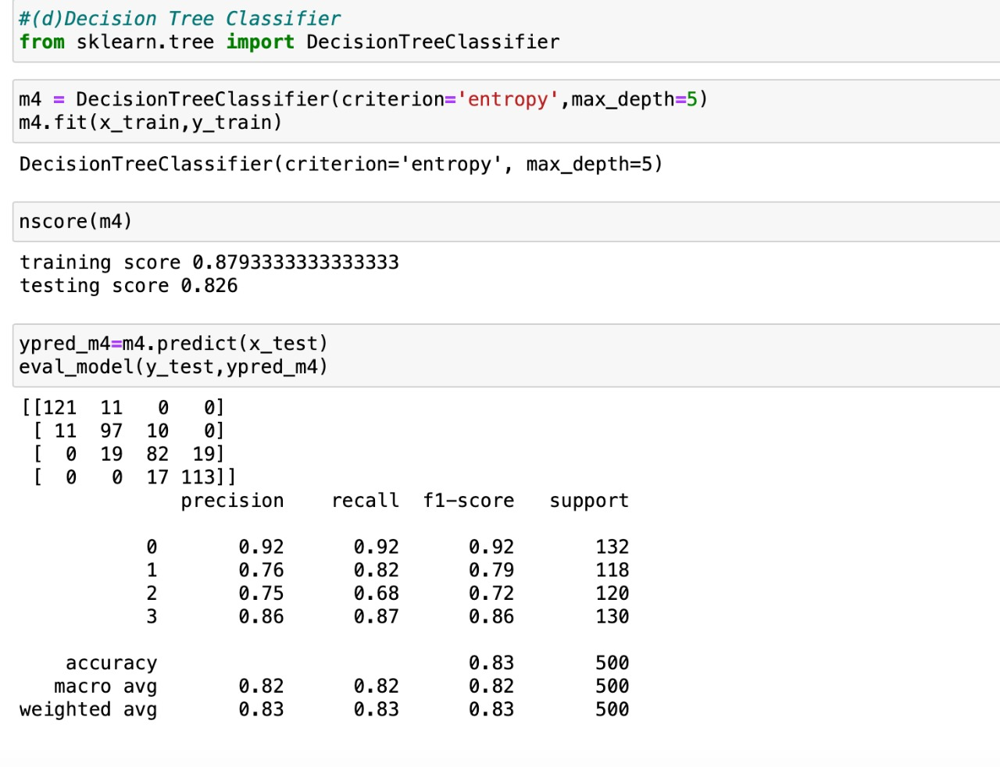 #(d)Decision Tree Classifier
from sklearn.tree import DecisionTreeClassifier
m4 = DecisionTreeClassifier(criterion='entropy',max_depth=5)
m4.fit(x_train,y_train)
DecisionTreeClassifier(criterion='entropy', max_depth=5)
nscore(m4)
training score 0.8793333333333333
testing score 0.826
ypred_m4=m4.predict(x_test)
eval_model(y_test,ypred_m4)
[[121  11   0   0]
 [ 11  97  10   0]
 [  0  19  82  19]
 [  0   0  17 113]]
              precision    recall  f1-score   support
           0       0.92      0.92      0.92       132
           1       0.76      0.82      0.79       118
           2       0.75      0.68      0.72       120
           3       0.86      0.87      0.86       130
    accuracy                           0.83       500
   macro avg       0.82      0.82      0.82       500
weighted avg       0.83      0.83      0.83       500